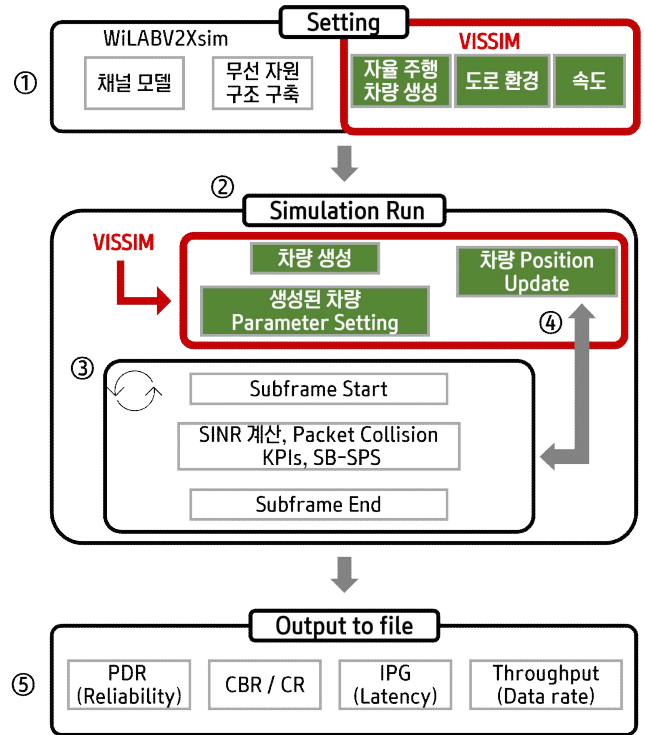 Setting
WiLABV2Xsim
VISSIM
①
채널 모델
무선 자원
구조 구축
자율 주행
차량 생성
도로 환경
속도
②
Simulation Run
VISSIM
차량 생성
생성된 차량
Parameter Setting
차량 Position
Update
④
③
Subframe Start
SINR 계산, Packet Collision
KPIs, SB-SPS
Subframe End
Output to file
⑤
PDR
(Reliability)
CBR / CR
IPG
(Latency)
Throughput
(Data rate)